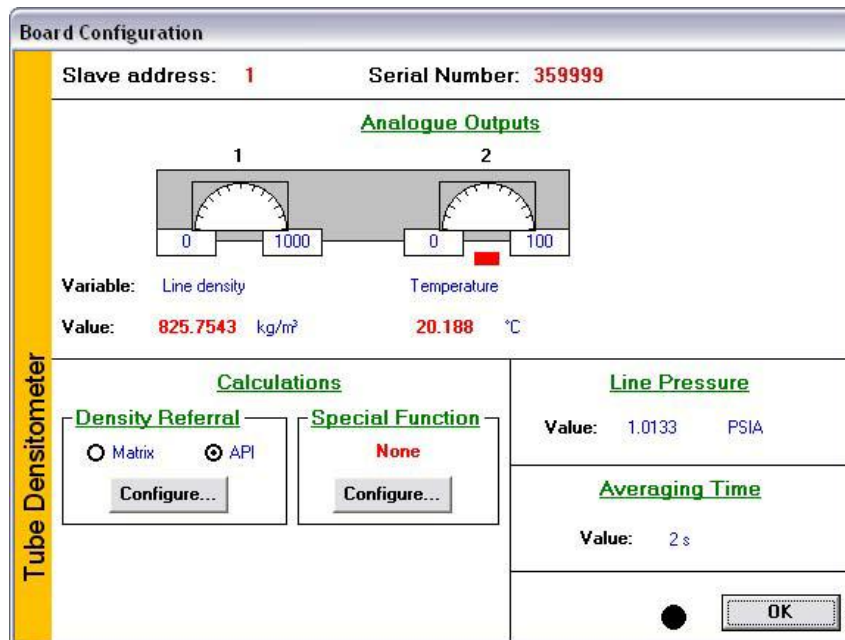 Board Configuration
Slave address: 1 Serial Number: 359999
Analogue Outputs
1 2
0 1000 0 100
Variable: Line density Temperature
Value: 825.7543 kg/m³ 20.188 °C
Tube Densitometer
Calculations
Density Referral Special Function
Matrix API None
Configure... Configure...
Line Pressure
Value: 1.0133 PSIA
Averaging Time
Value: 2 s
OK